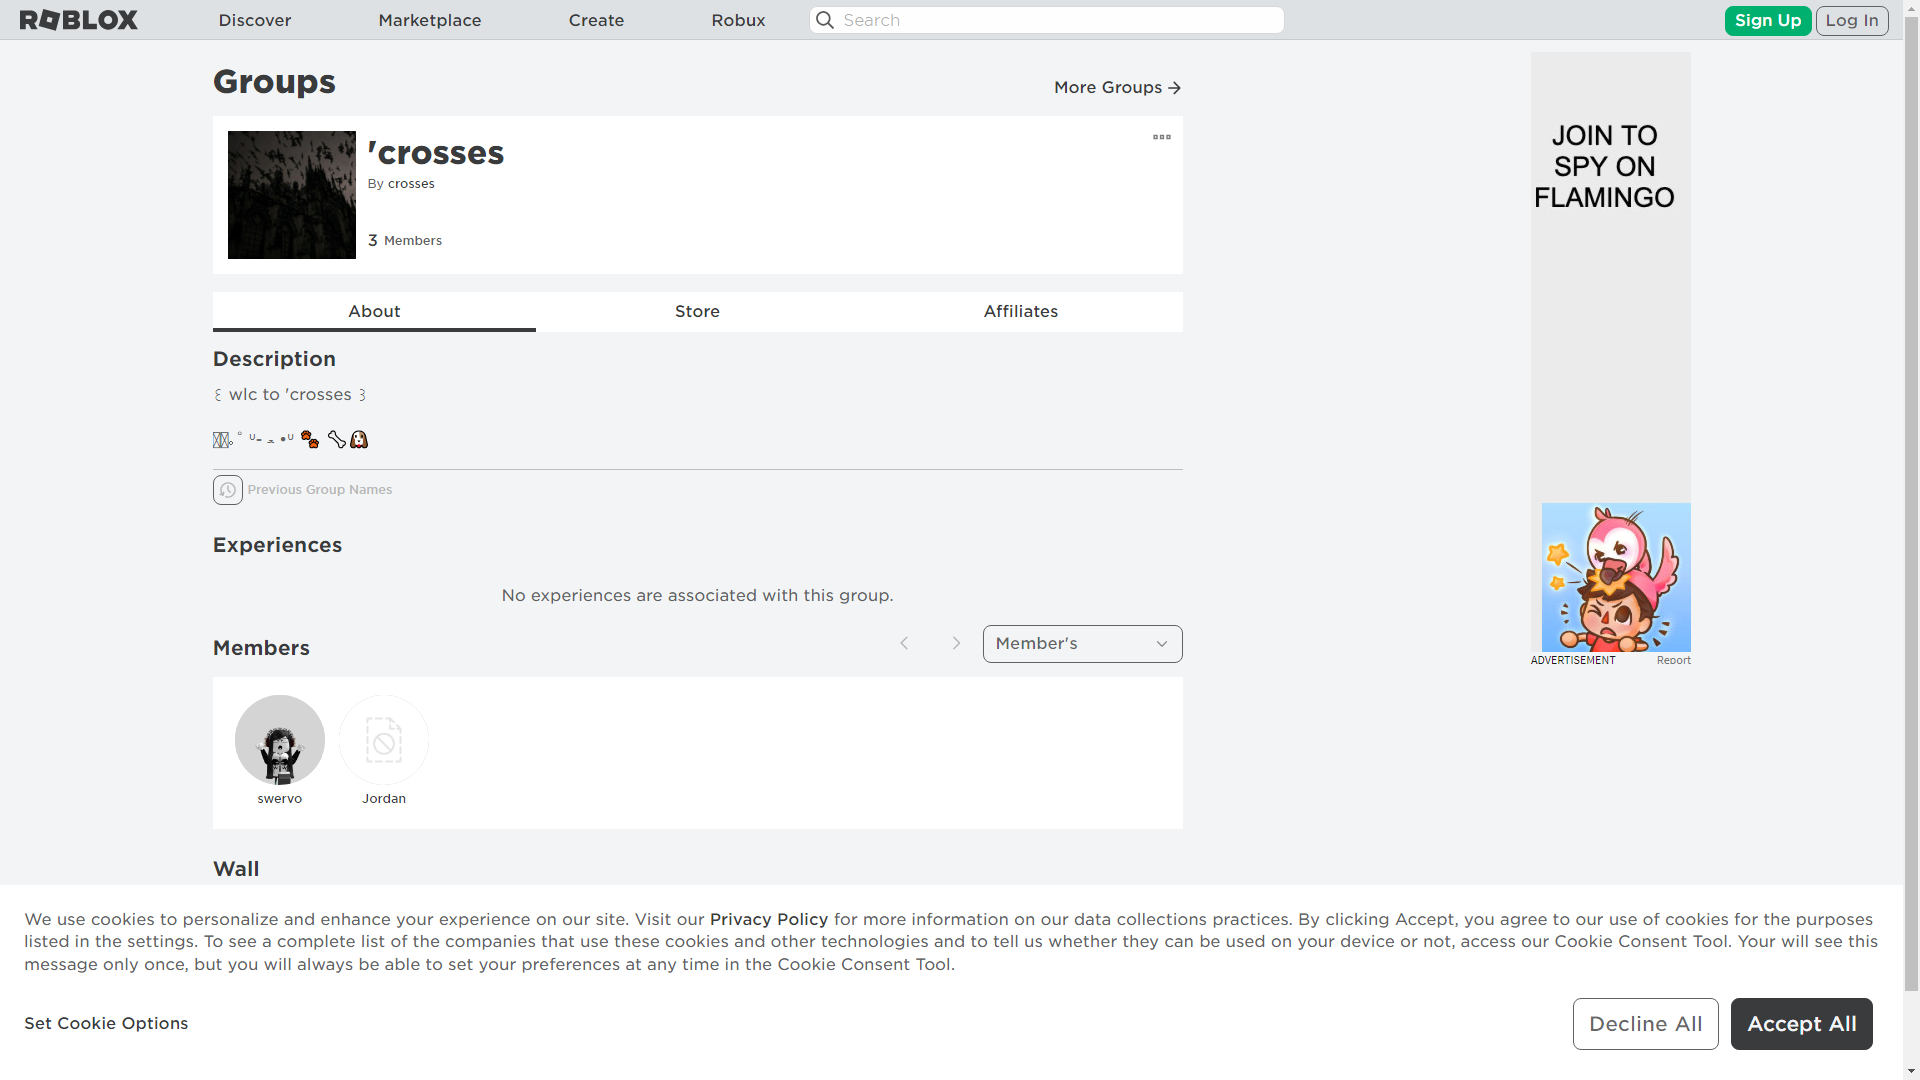 ROBLOX
Discover
Marketplace
Create
Robux
Search
Sign Up
Log In
Groups
More Groups
'crosses
By crosses
3 Members
About
Store
Affiliates
Description
꒰ wlc to 'crosses ꒱
Previous Group Names
Experiences
No experiences are associated with this group.
Members
Member's
swervo
Jordan
Wall
JOIN TO
SPY ON
FLAMINGO
ADVERTISEMENT
Report
We use cookies to personalize and enhance your experience on our site. Visit our Privacy Policy for more information on our data collections practices. By clicking Accept, you agree to our use of cookies for the purposes
listed in the settings. To see a complete list of the companies that use these cookies and other technologies and to tell us whether they can be used on your device or not, access our Cookie Consent Tool. Your will see this
message only once, but you will always be able to set your preferences at any time in the Cookie Consent Tool.
Set Cookie Options
Decline All
Accept All